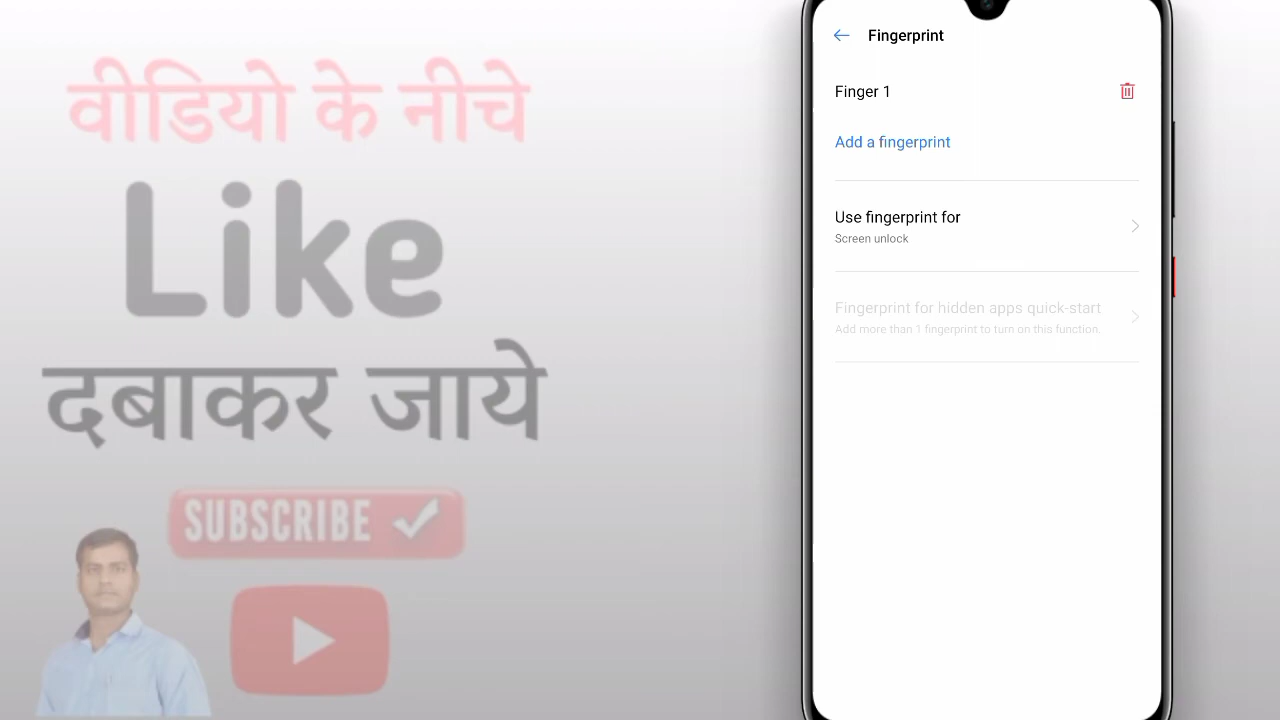 वीडियो के नीचे
Like
दबाकर जाये
SUBSCRIBE
Fingerprint
Finger 1
Add a fingerprint
Use fingerprint for
Screen unlock
Fingerprint for hidden apps quick-start
Add more than 1 fingerprint to turn on this function.